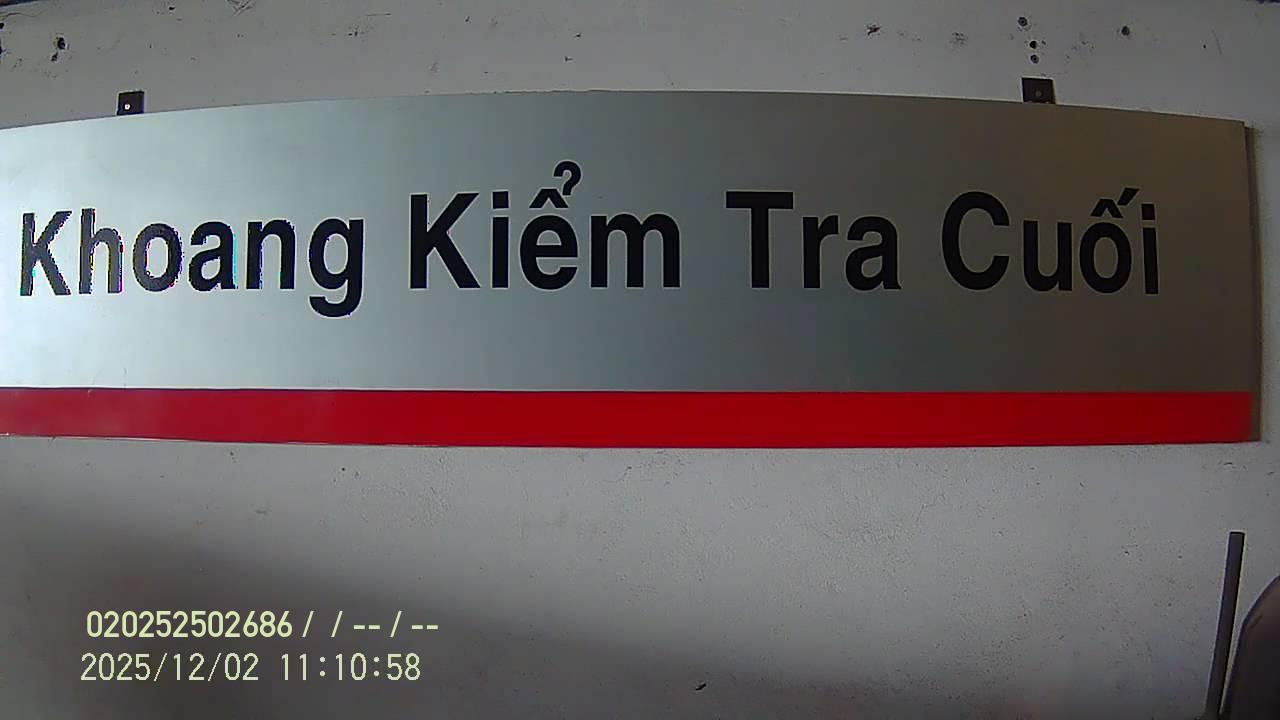 Khoang Kiểm Tra Cuối
020252502686 /  / -- / --
2025/12/02 11:10:58